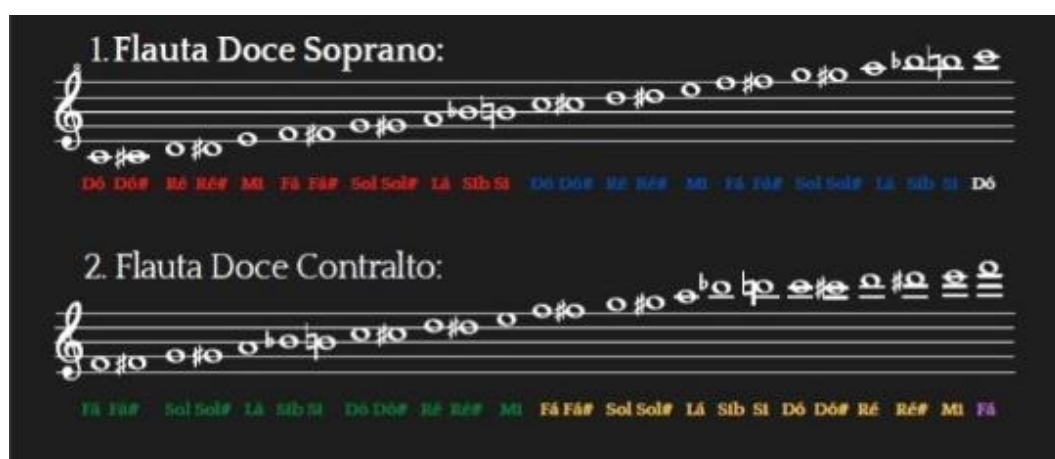 1. Flauta Doce Soprano:
Dó Dó# Ré Ré# Mi Fá Fá# Sol Sol# Lá SIb Si Dó Dó# Ré Ré# Mi Fá Fá# Sol Sol# Lá Sib Si Dó
2. Flauta Doce Contralto:
Fá Fá# Sol Sol# Lá Sib Si Dó Dó# Ré Ré# Mi Fá Fá# Sol Sol# Lá Sib Si Dó Dó# Ré Ré# Mi Fá